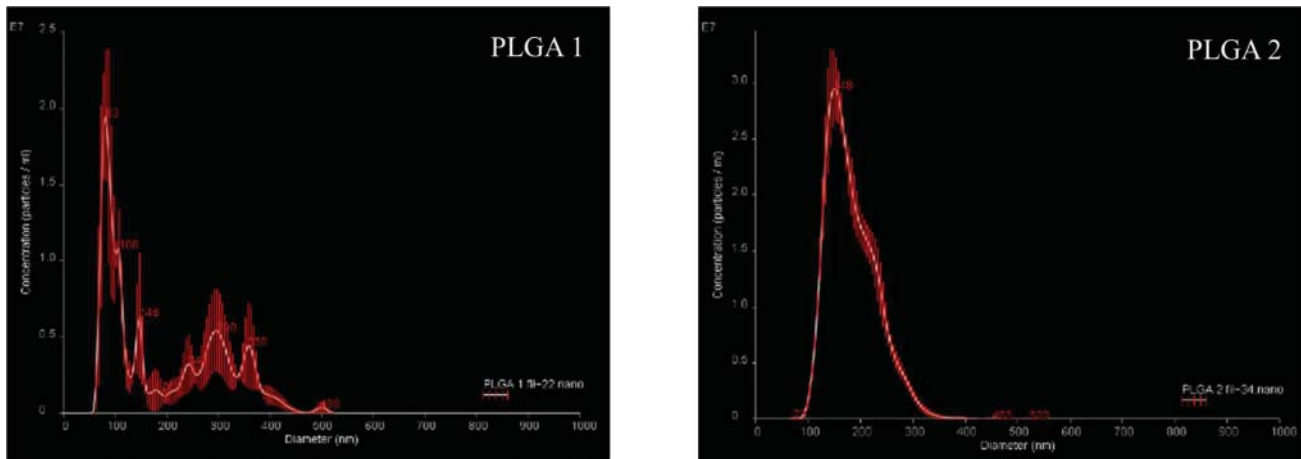 E7
2.5
PLGA 1
2.0
1.5
1.0
0.5
0
Concentration (particles / ml)
0 100 200 300 400 500 600 700 800 900 1000
Diameter (nm)
PLGA 1 fil+22.nano
E7
PLGA 2
3.0
2.5
2.0
1.5
1.0
0.5
0
Concentration (particles / ml)
0 100 200 300 400 500 600 700 800 900 1000
Diameter (nm)
PLGA 2 fil+34.nano